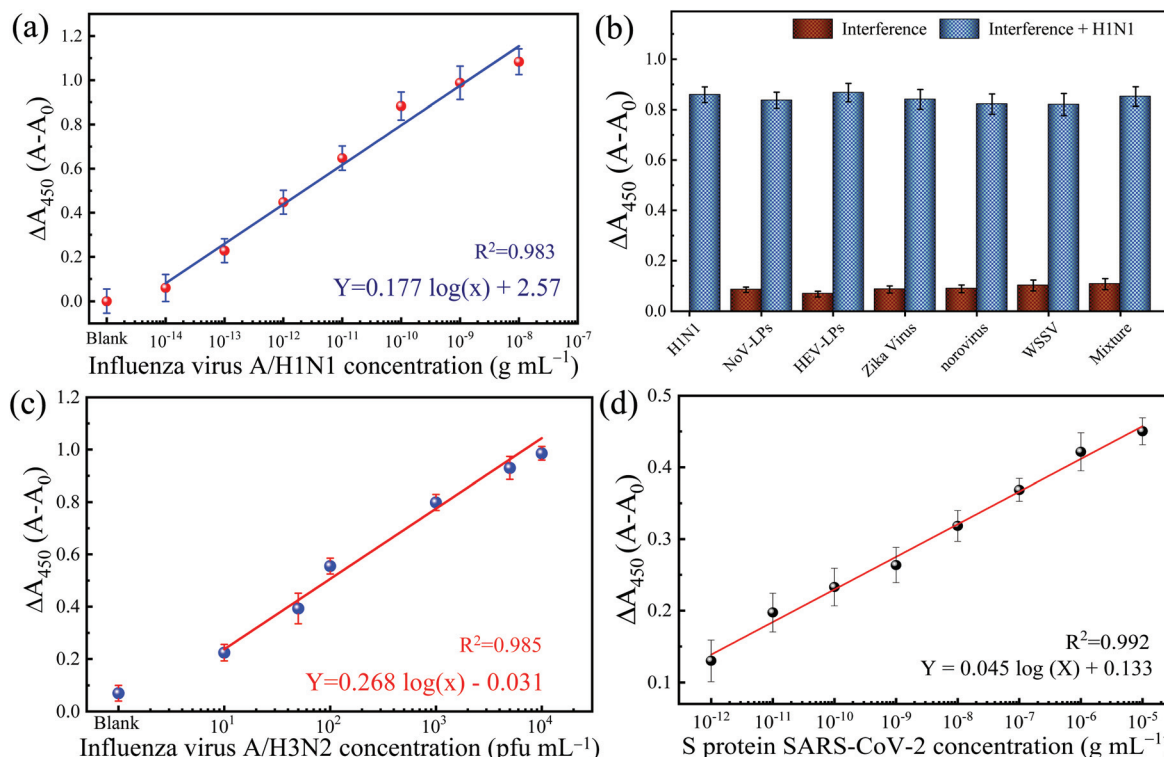 (a)
1.2
1.0
0.8
0.6
0.4
0.2
0.0
ΔA450 (A-A0)
R²=0.983
Y=0.177 log(x) + 2.57
Blank 10⁻¹⁴ 10⁻¹³ 10⁻¹² 10⁻¹¹ 10⁻¹⁰ 10⁻⁹ 10⁻⁸ 10⁻⁷
Influenza virus A/H1N1 concentration (g mL⁻¹)
(b)
Interference Interference + H1N1
1.0
0.8
0.6
0.4
0.2
0.0
ΔA450 (A-A0)
H1N1 NoV-LPs HEV-LPs Zika Virus norovirus WSSV Mixture
(c)
1.2
1.0
0.8
0.6
0.4
0.2
0.0
ΔA450 (A-A0)
R²=0.985
Y=0.268 log(x) - 0.031
Blank 10¹ 10² 10³ 10⁴
Influenza virus A/H3N2 concentration (pfu mL⁻¹)
(d)
0.5
0.4
0.3
0.2
0.1
ΔA450 (A-A0)
R²=0.992
Y = 0.045 log (X) + 0.133
10⁻¹² 10⁻¹¹ 10⁻¹⁰ 10⁻⁹ 10⁻⁸ 10⁻⁷ 10⁻⁶ 10⁻⁵
S protein SARS-CoV-2 concentration (g mL⁻¹